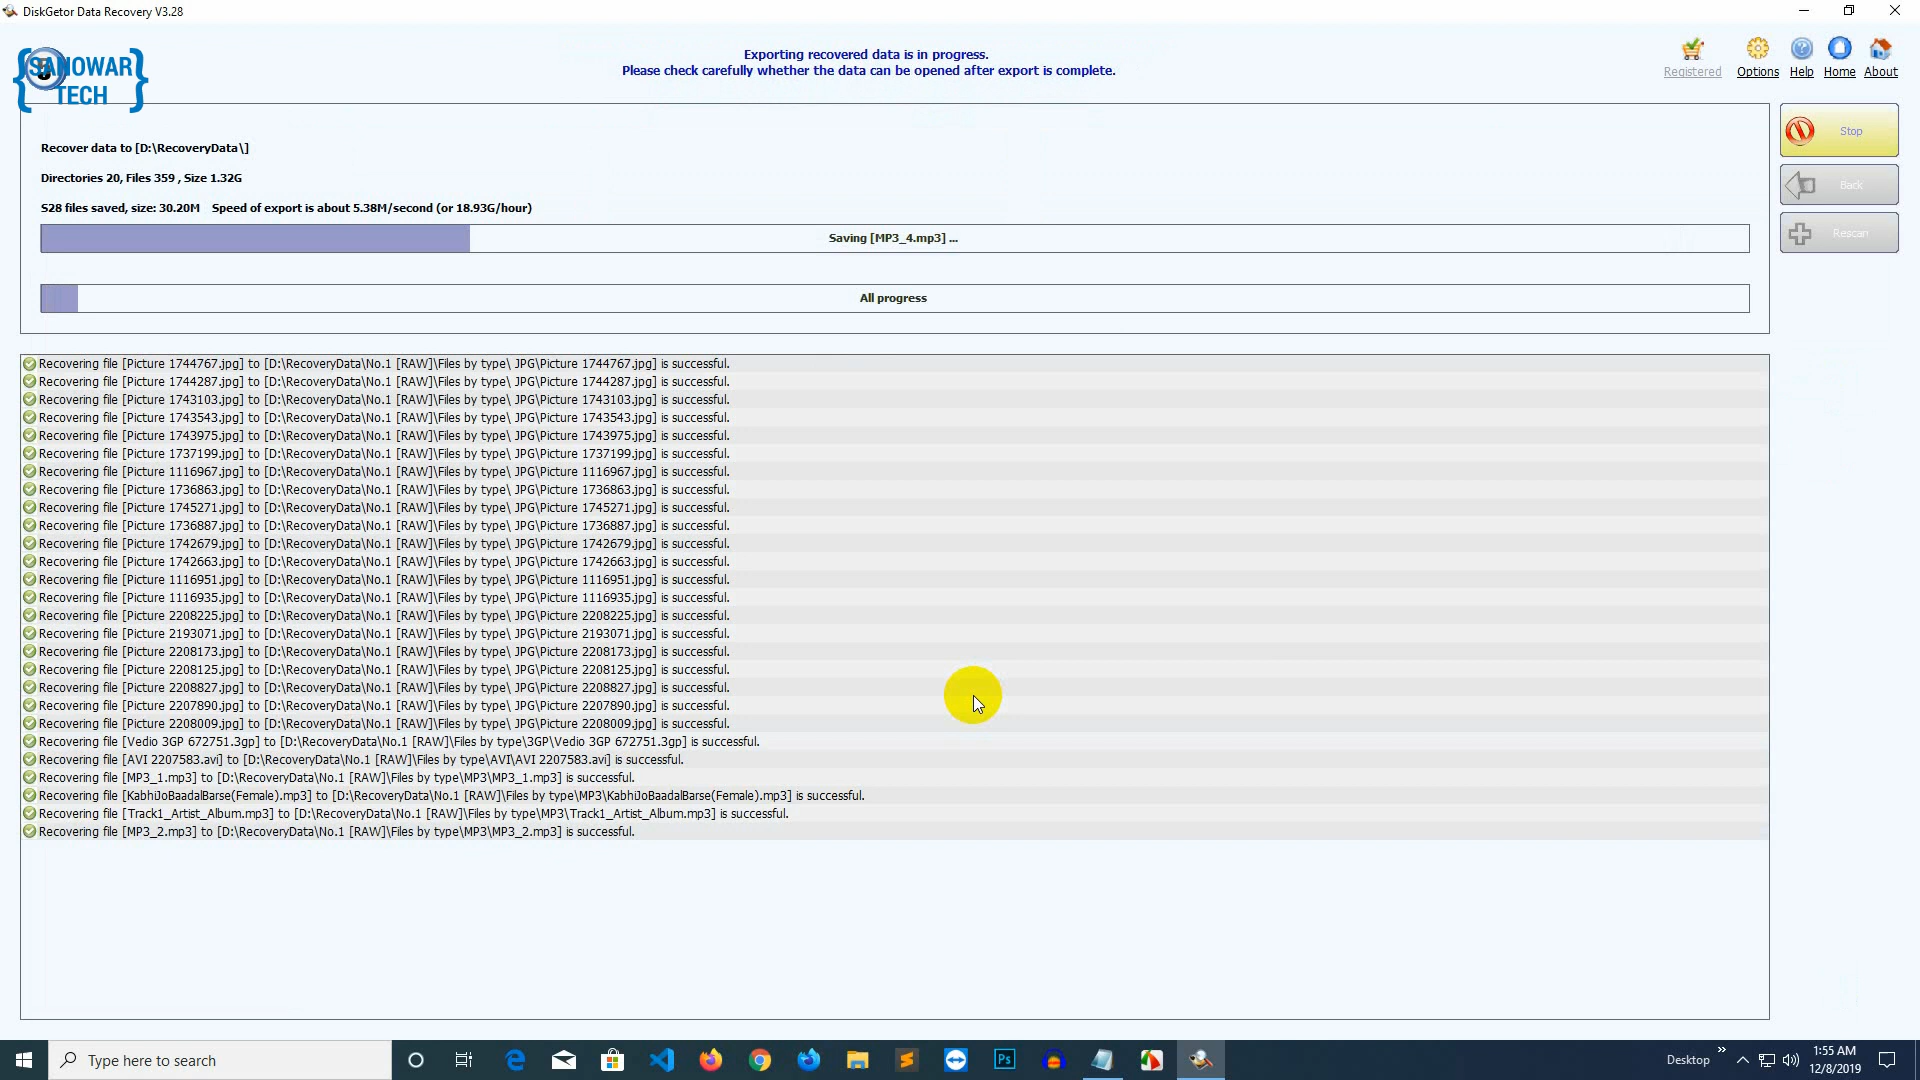 DiskGetor Data Recovery V3.28
{SANOWAR
TECH}
Exporting recovered data is in progress.
Please check carefully whether the data can be opened after export is complete.
Registered Options Help Home About
Stop
Back
Rescan
Recover data to [D:\RecoveryData\]
Directories 20, Files 359 , Size 1.32G
S28 files saved, size: 30.20M Speed of export is about 5.38M/second (or 18.93G/hour)
Saving [MP3_4.mp3] ...
All progress
Recovering file [Picture 1744767.jpg] to [D:\RecoveryData\No.1 [RAW]\Files by type\ JPG\Picture 1744767.jpg] is successful.
Recovering file [Picture 1744287.jpg] to [D:\RecoveryData\No.1 [RAW]\Files by type\ JPG\Picture 1744287.jpg] is successful.
Recovering file [Picture 1743103.jpg] to [D:\RecoveryData\No.1 [RAW]\Files by type\ JPG\Picture 1743103.jpg] is successful.
Recovering file [Picture 1743543.jpg] to [D:\RecoveryData\No.1 [RAW]\Files by type\ JPG\Picture 1743543.jpg] is successful.
Recovering file [Picture 1743975.jpg] to [D:\RecoveryData\No.1 [RAW]\Files by type\ JPG\Picture 1743975.jpg] is successful.
Recovering file [Picture 1737199.jpg] to [D:\RecoveryData\No.1 [RAW]\Files by type\ JPG\Picture 1737199.jpg] is successful.
Recovering file [Picture 1116967.jpg] to [D:\RecoveryData\No.1 [RAW]\Files by type\ JPG\Picture 1116967.jpg] is successful.
Recovering file [Picture 1736863.jpg] to [D:\RecoveryData\No.1 [RAW]\Files by type\ JPG\Picture 1736863.jpg] is successful.
Recovering file [Picture 1745271.jpg] to [D:\RecoveryData\No.1 [RAW]\Files by type\ JPG\Picture 1745271.jpg] is successful.
Recovering file [Picture 1736887.jpg] to [D:\RecoveryData\No.1 [RAW]\Files by type\ JPG\Picture 1736887.jpg] is successful.
Recovering file [Picture 1742679.jpg] to [D:\RecoveryData\No.1 [RAW]\Files by type\ JPG\Picture 1742679.jpg] is successful.
Recovering file [Picture 1742663.jpg] to [D:\RecoveryData\No.1 [RAW]\Files by type\ JPG\Picture 1742663.jpg] is successful.
Recovering file [Picture 1116951.jpg] to [D:\RecoveryData\No.1 [RAW]\Files by type\ JPG\Picture 1116951.jpg] is successful.
Recovering file [Picture 1116935.jpg] to [D:\RecoveryData\No.1 [RAW]\Files by type\ JPG\Picture 1116935.jpg] is successful.
Recovering file [Picture 2208225.jpg] to [D:\RecoveryData\No.1 [RAW]\Files by type\ JPG\Picture 2208225.jpg] is successful.
Recovering file [Picture 2193071.jpg] to [D:\RecoveryData\No.1 [RAW]\Files by type\ JPG\Picture 2193071.jpg] is successful.
Recovering file [Picture 2208173.jpg] to [D:\RecoveryData\No.1 [RAW]\Files by type\ JPG\Picture 2208173.jpg] is successful.
Recovering file [Picture 2208125.jpg] to [D:\RecoveryData\No.1 [RAW]\Files by type\ JPG\Picture 2208125.jpg] is successful.
Recovering file [Picture 2208827.jpg] to [D:\RecoveryData\No.1 [RAW]\Files by type\ JPG\Picture 2208827.jpg] is successful.
Recovering file [Picture 2207890.jpg] to [D:\RecoveryData\No.1 [RAW]\Files by type\ JPG\Picture 2207890.jpg] is successful.
Recovering file [Picture 2208009.jpg] to [D:\RecoveryData\No.1 [RAW]\Files by type\ JPG\Picture 2208009.jpg] is successful.
Recovering file [Vedio 3GP 672751.3gp] to [D:\RecoveryData\No.1 [RAW]\Files by type\3GP\Vedio 3GP 672751.3gp] is successful.
Recovering file [AVI 2207583.avi] to [D:\RecoveryData\No.1 [RAW]\Files by type\AVI\AVI 2207583.avi] is successful.
Recovering file [MP3_1.mp3] to [D:\RecoveryData\No.1 [RAW]\Files by type\MP3\MP3_1.mp3] is successful.
Recovering file [KabhiJoBaadalBarse(Female).mp3] to [D:\RecoveryData\No.1 [RAW]\Files by type\MP3\KabhiJoBaadalBarse(Female).mp3] is successful.
Recovering file [Track1_Artist_Album.mp3] to [D:\RecoveryData\No.1 [RAW]\Files by type\MP3\Track1_Artist_Album.mp3] is successful.
Recovering file [MP3_2.mp3] to [D:\RecoveryData\No.1 [RAW]\Files by type\MP3\MP3_2.mp3] is successful.
Type here to search
Ps
Desktop
1:55 AM
12/8/2019